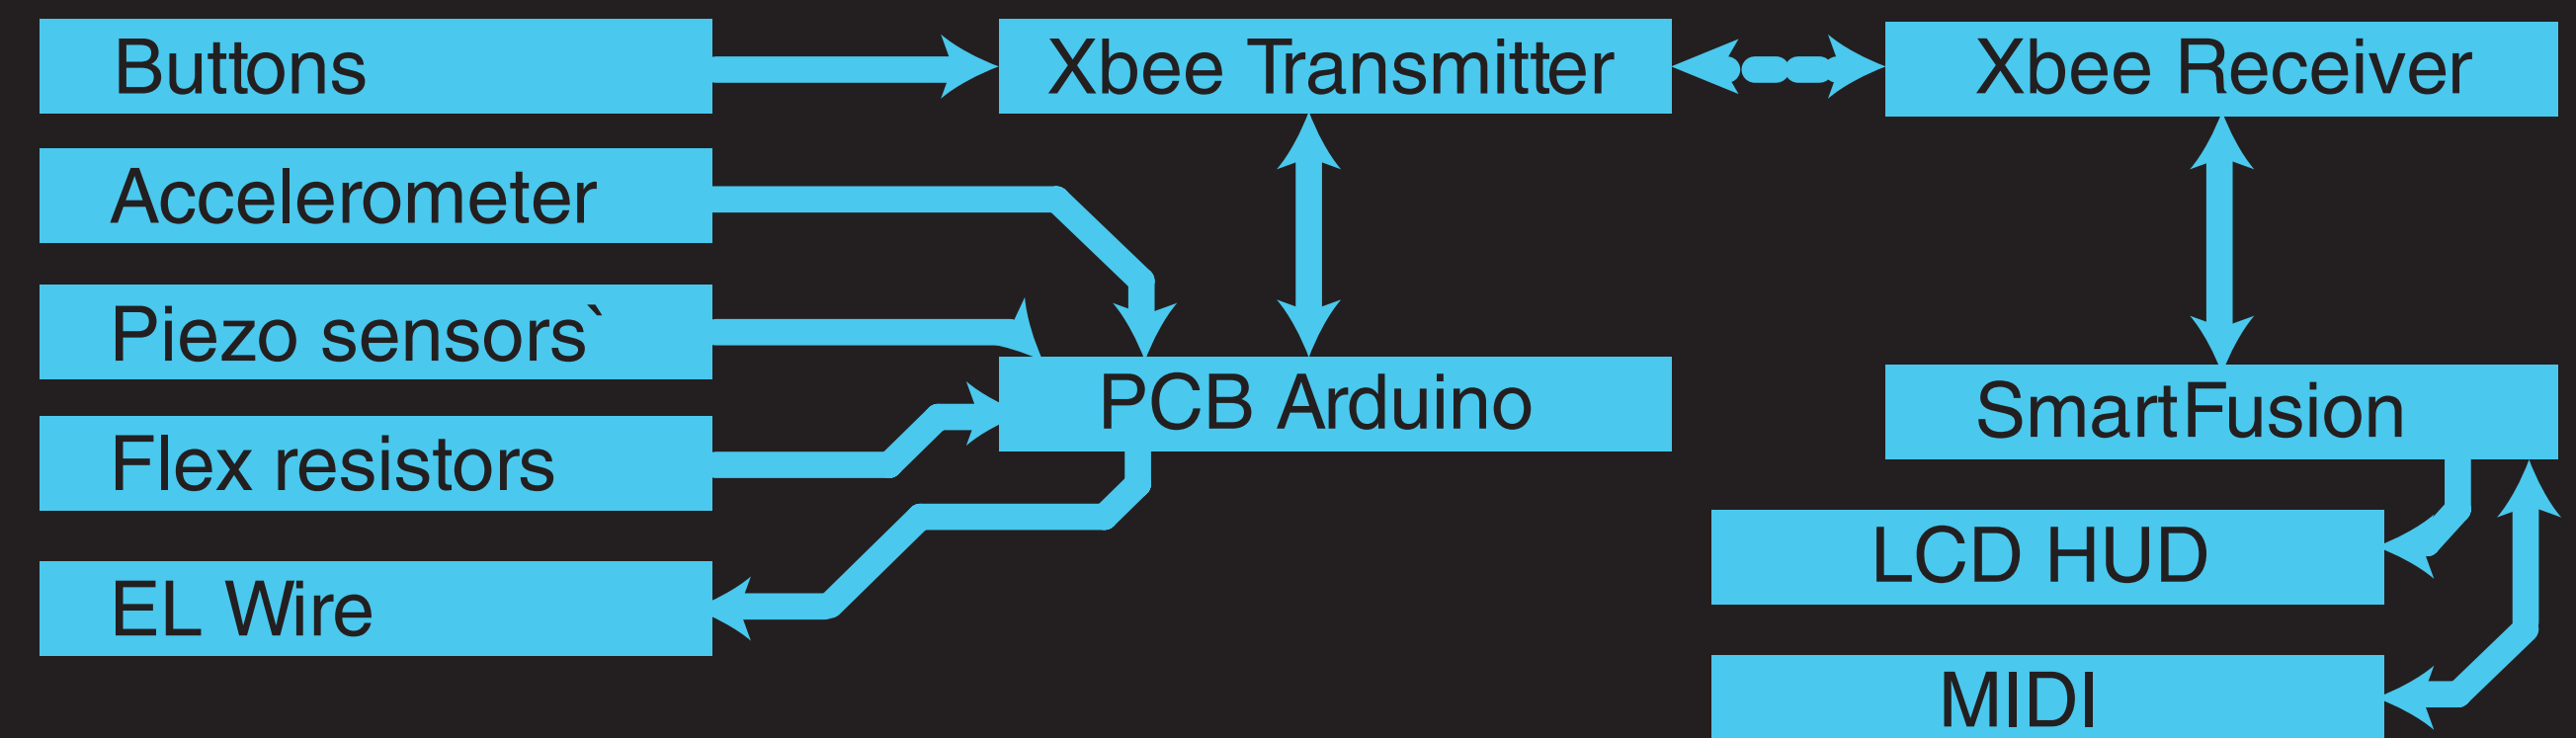 Buttons
Xbee Transmitter
Xbee Receiver
Accelerometer
Piezo sensors`
PCB Arduino
SmartFusion
Flex resistors
LCD HUD
EL Wire
MIDI